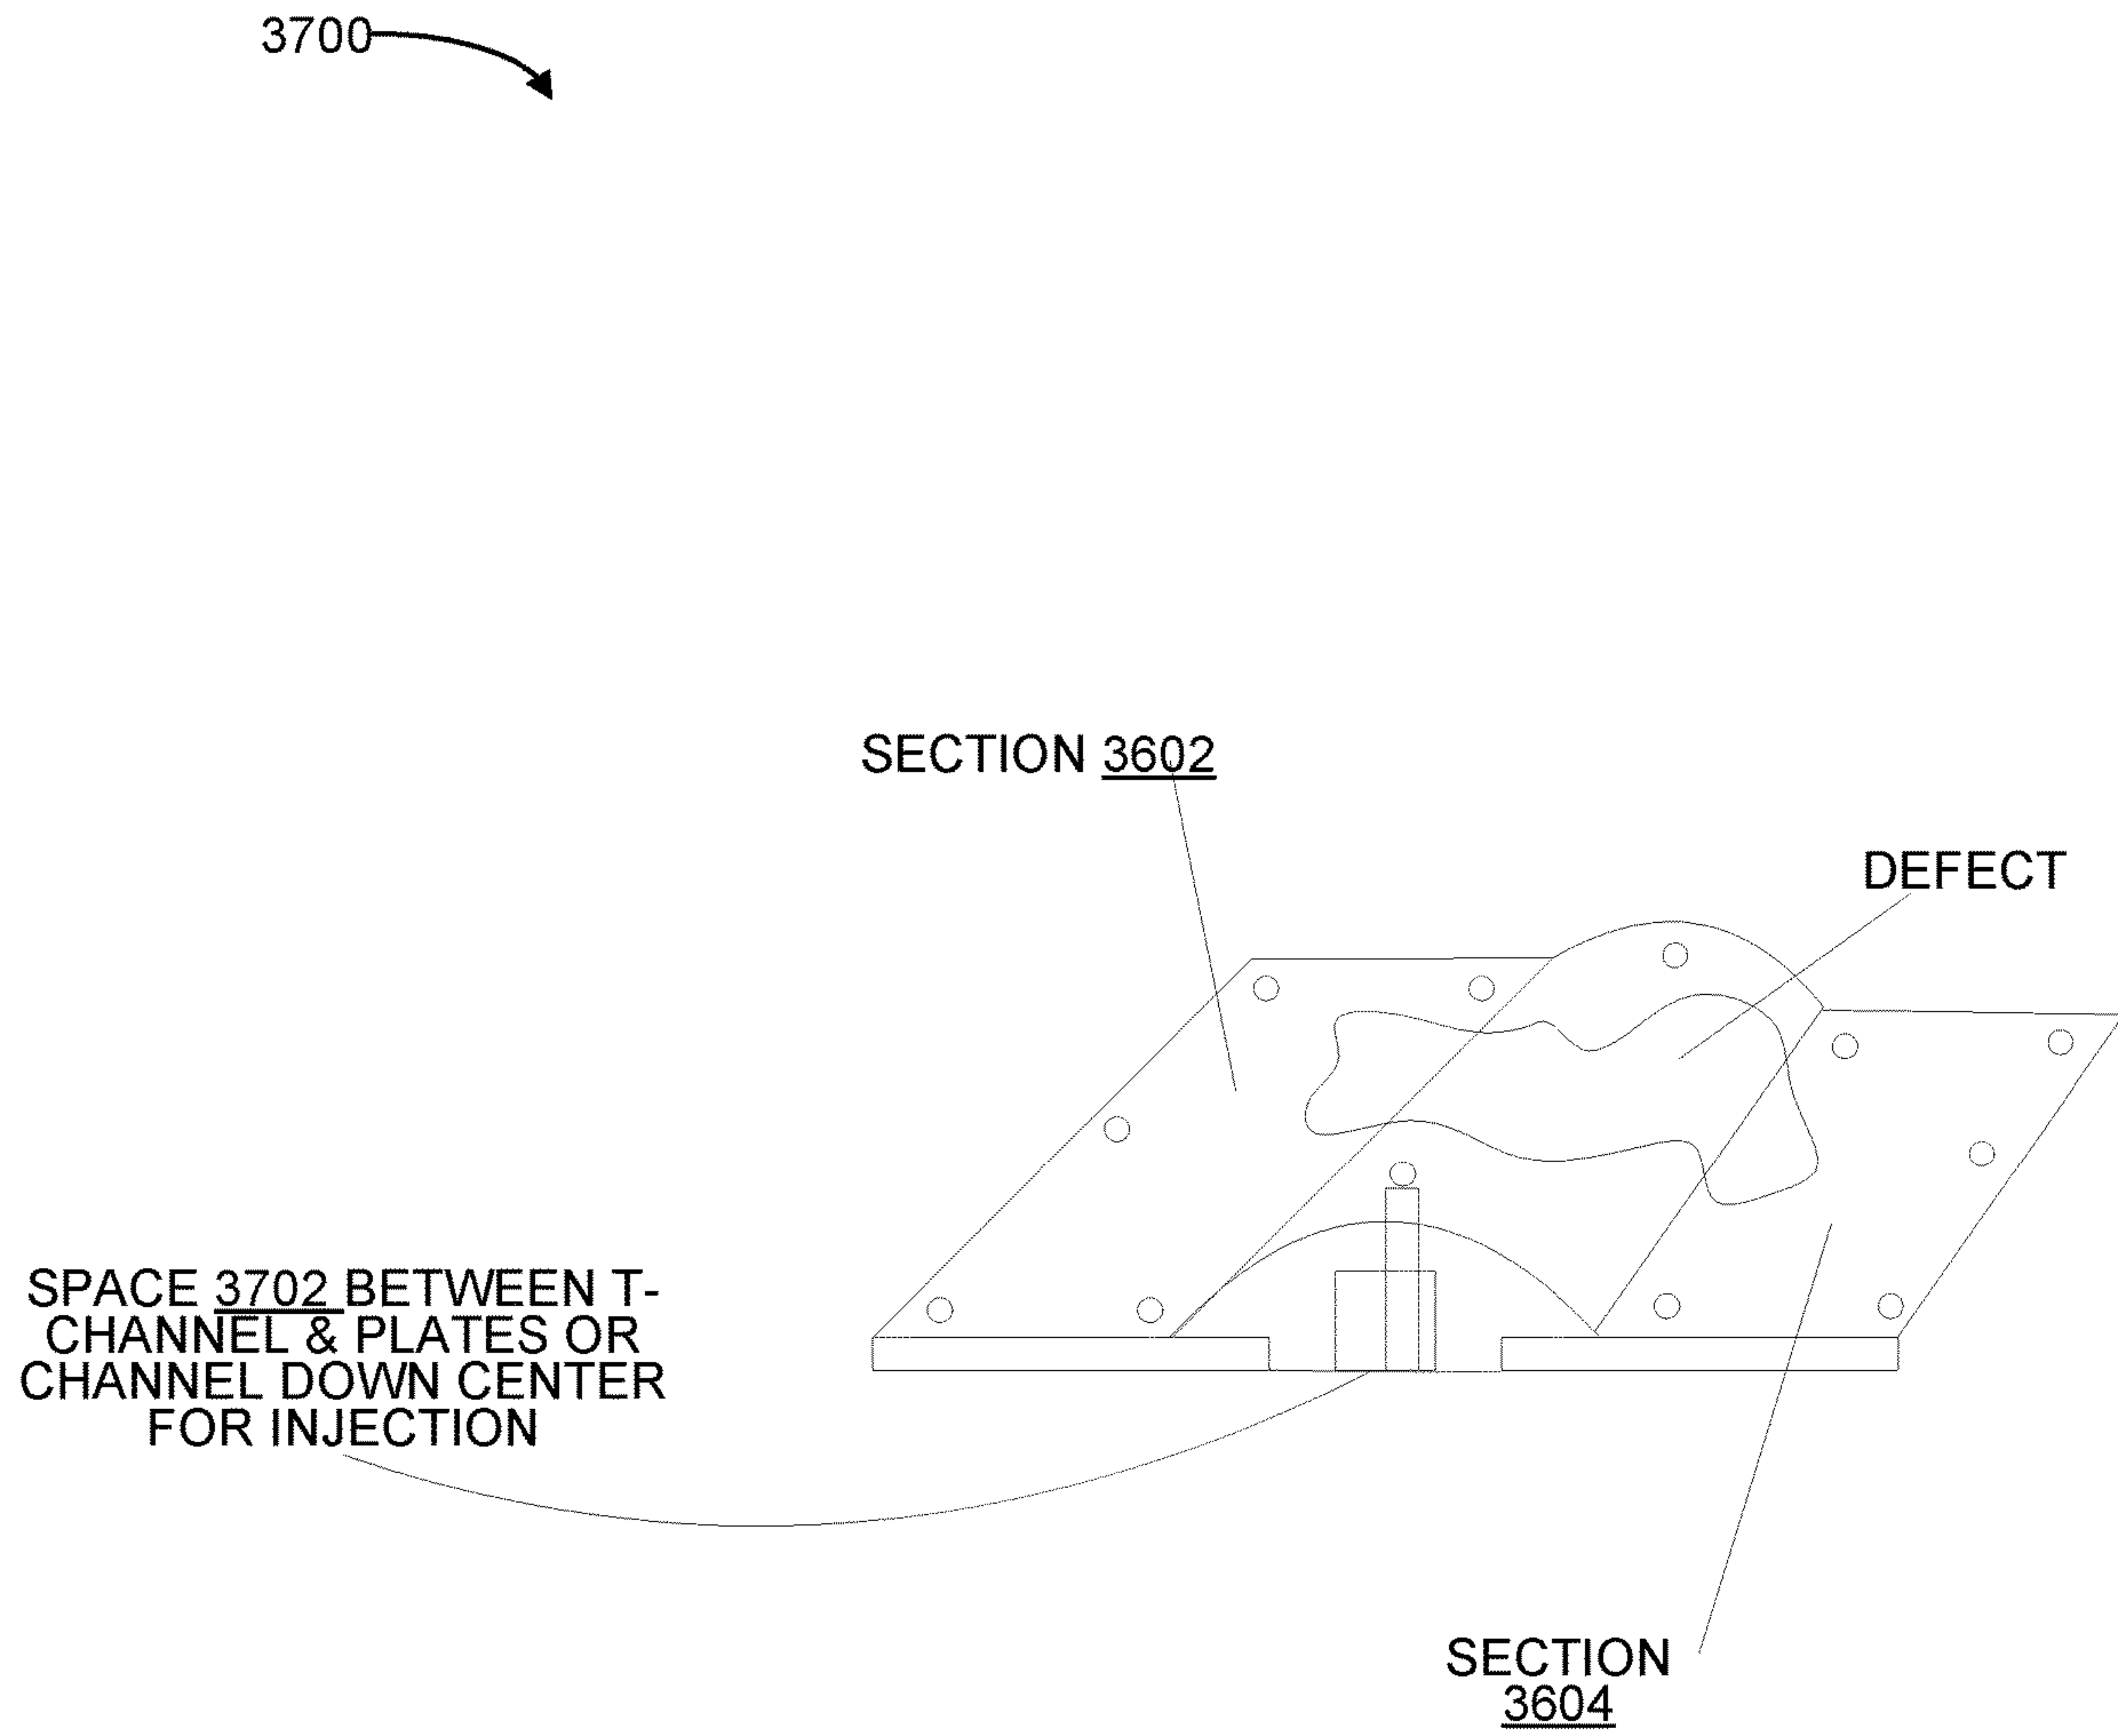 3700
SECTION 3602
DEFECT
SPACE 3702 BETWEEN T-
CHANNEL & PLATES OR
CHANNEL DOWN CENTER
FOR INJECTION
SECTION
3604